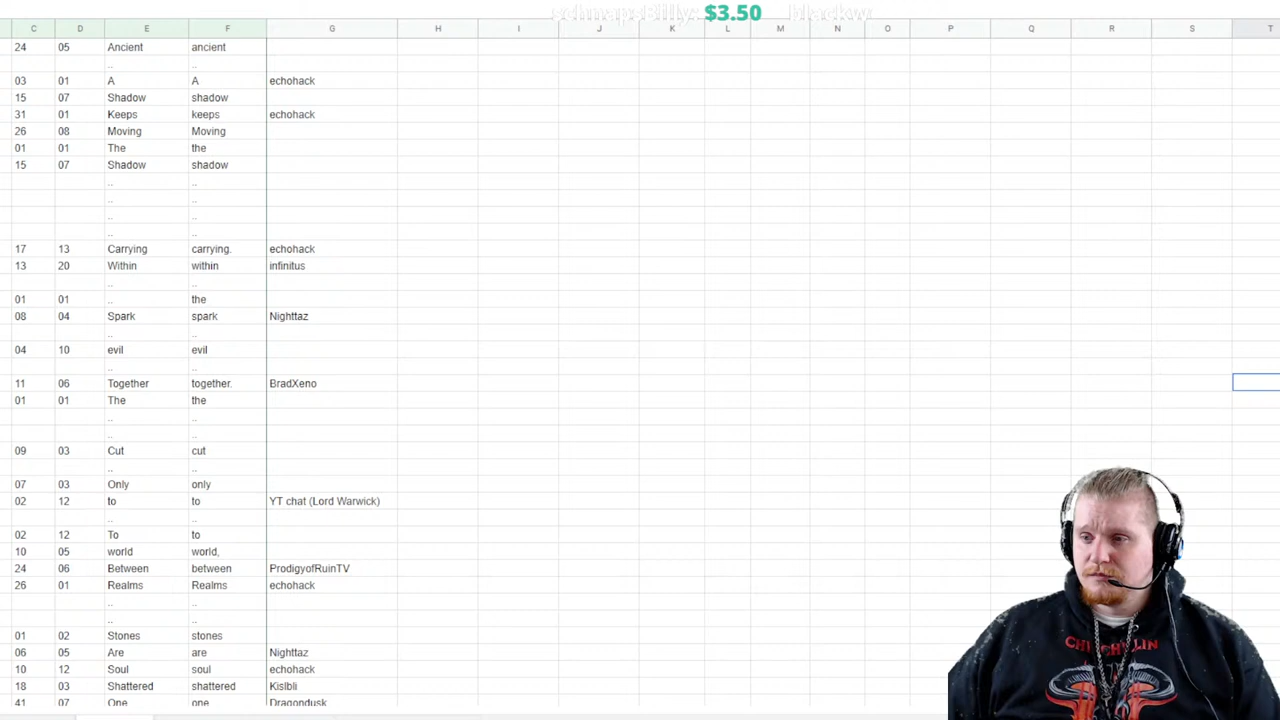 schnapsBilly: $3.50 blackw
C D E F G H I J K L M N O P Q R S T
24 05 Ancient ancient
.. ..
03 01 A A echohack
15 07 Shadow shadow
31 01 Keeps keeps echohack
26 08 Moving Moving
01 01 The the
15 07 Shadow shadow
.. ..
.. ..
.. ..
.. ..
17 13 Carrying carrying. echohack
13 20 Within within infinitus
.. ..
01 01 .. the
08 04 Spark spark Nighttaz
.. ..
04 10 evil evil
.. ..
11 06 Together together. BradXeno
01 01 The the
.. ..
.. ..
09 03 Cut cut
.. ..
07 03 Only only
02 12 to to YT chat (Lord Warwick)
.. ..
02 12 To to
10 05 world world,
24 06 Between between ProdigyofRuinTV
26 01 Realms Realms echohack
.. ..
.. ..
01 02 Stones stones
06 05 Are are Nighttaz
10 12 Soul soul echohack
18 03 Shattered shattered Kisibli
41 07 One one Dragondusk